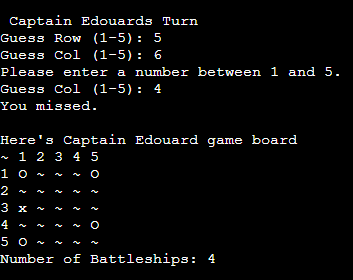 Captain Edouards Turn
Guess Row (1-5): 5
Guess Col (1-5): 6
Please enter a number between 1 and 5.
Guess Col (1-5): 4
You missed.
Here's Captain Edouard game board
~ 1 2 3 4 5
1 O ~ ~ ~ O
2 ~ ~ ~ ~ ~
3 x ~ ~ ~ ~
4 ~ ~ ~ ~ O
5 O ~ ~ ~ ~
Number of Battleships: 4